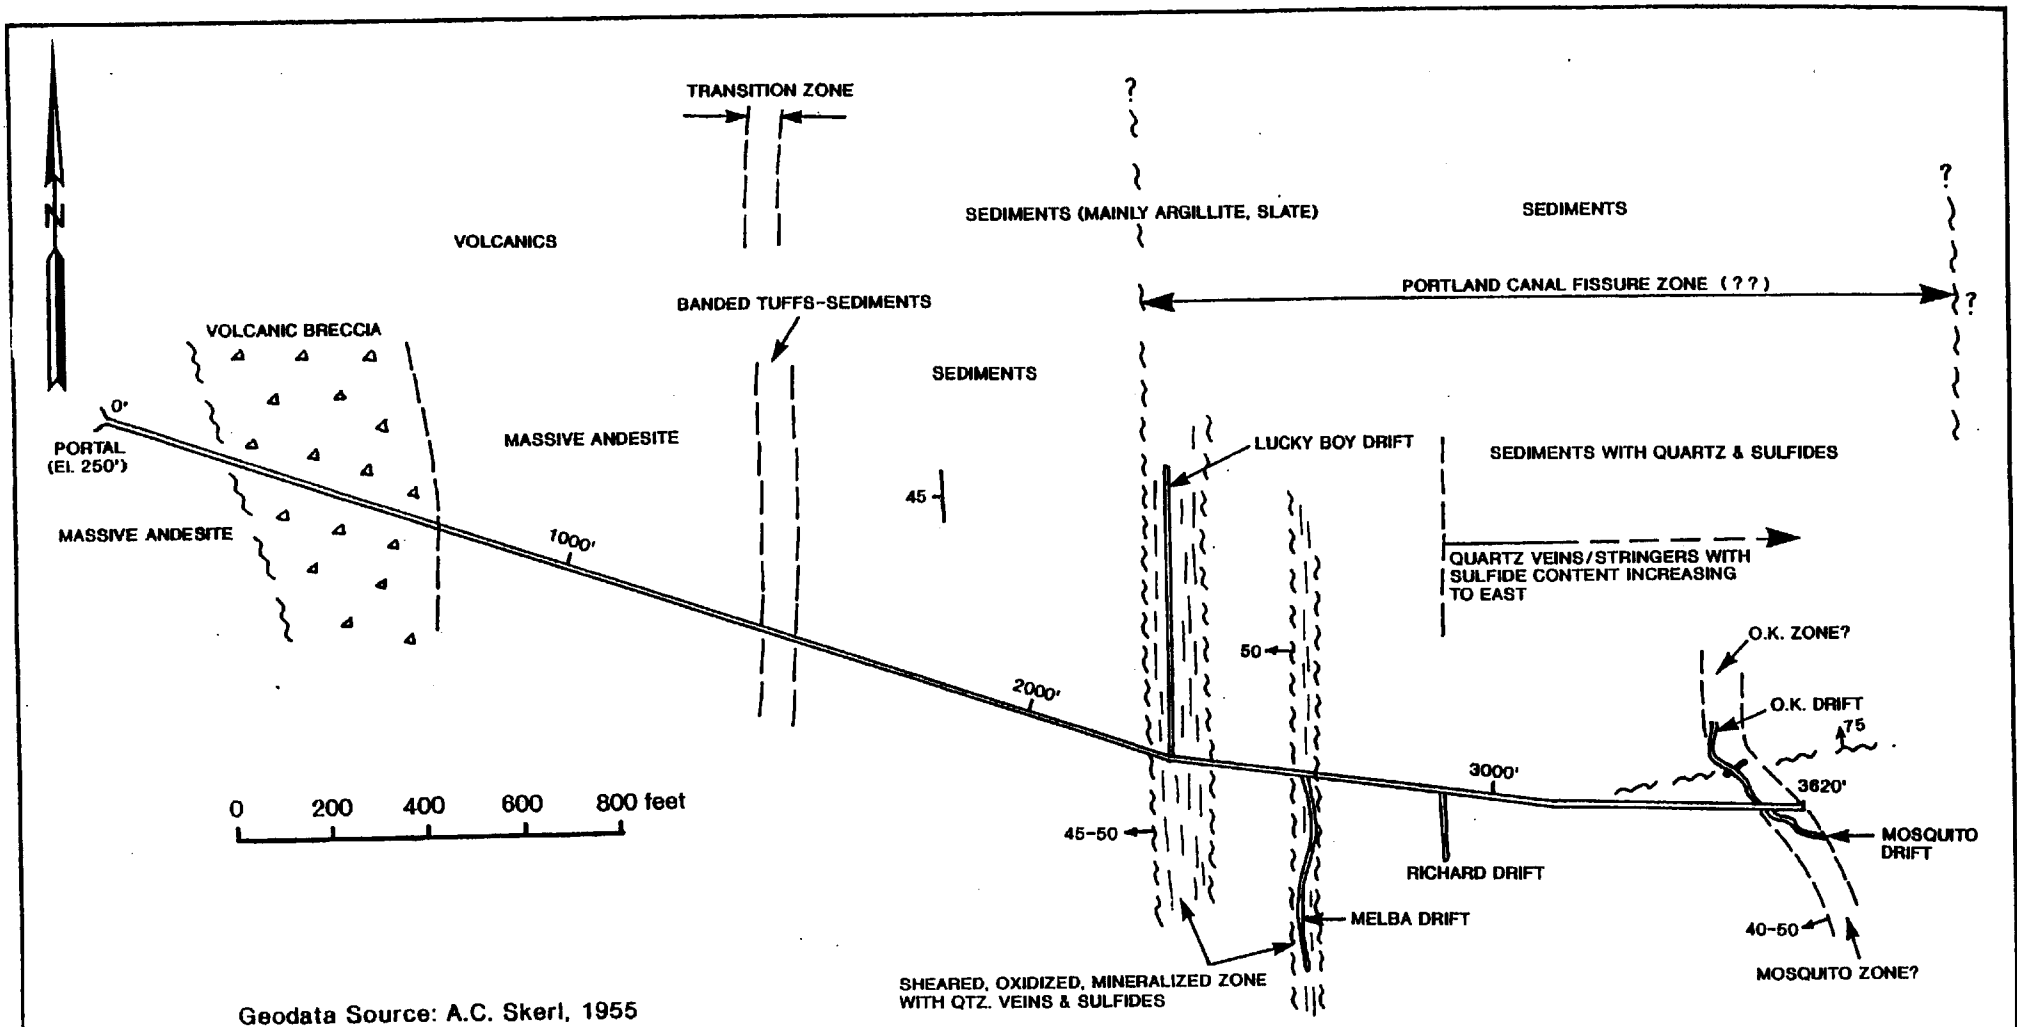 TRANSITION ZONE
?
?
N
SEDIMENTS (MAINLY ARGILLITE, SLATE)
SEDIMENTS
VOLCANICS
PORTLAND CANAL FISSURE ZONE (??)
?
BANDED TUFFS-SEDIMENTS
VOLCANIC BRECCIA
SEDIMENTS
0'
PORTAL
(El. 250')
MASSIVE ANDESITE
LUCKY BOY DRIFT
SEDIMENTS WITH QUARTZ & SULFIDES
45
MASSIVE ANDESITE
1000'
QUARTZ VEINS/STRINGERS WITH
SULFIDE CONTENT INCREASING
TO EAST
O.K. ZONE?
50
2000'
O.K. DRIFT
75
3000'
3620'
0 200 400 600 800 feet
45-50
MOSQUITO
DRIFT
RICHARD DRIFT
MELBA DRIFT
40-50
MOSQUITO ZONE?
SHEARED, OXIDIZED, MINERALIZED ZONE
WITH QTZ. VEINS & SULFIDES
Geodata Source: A.C. Skerl, 1955